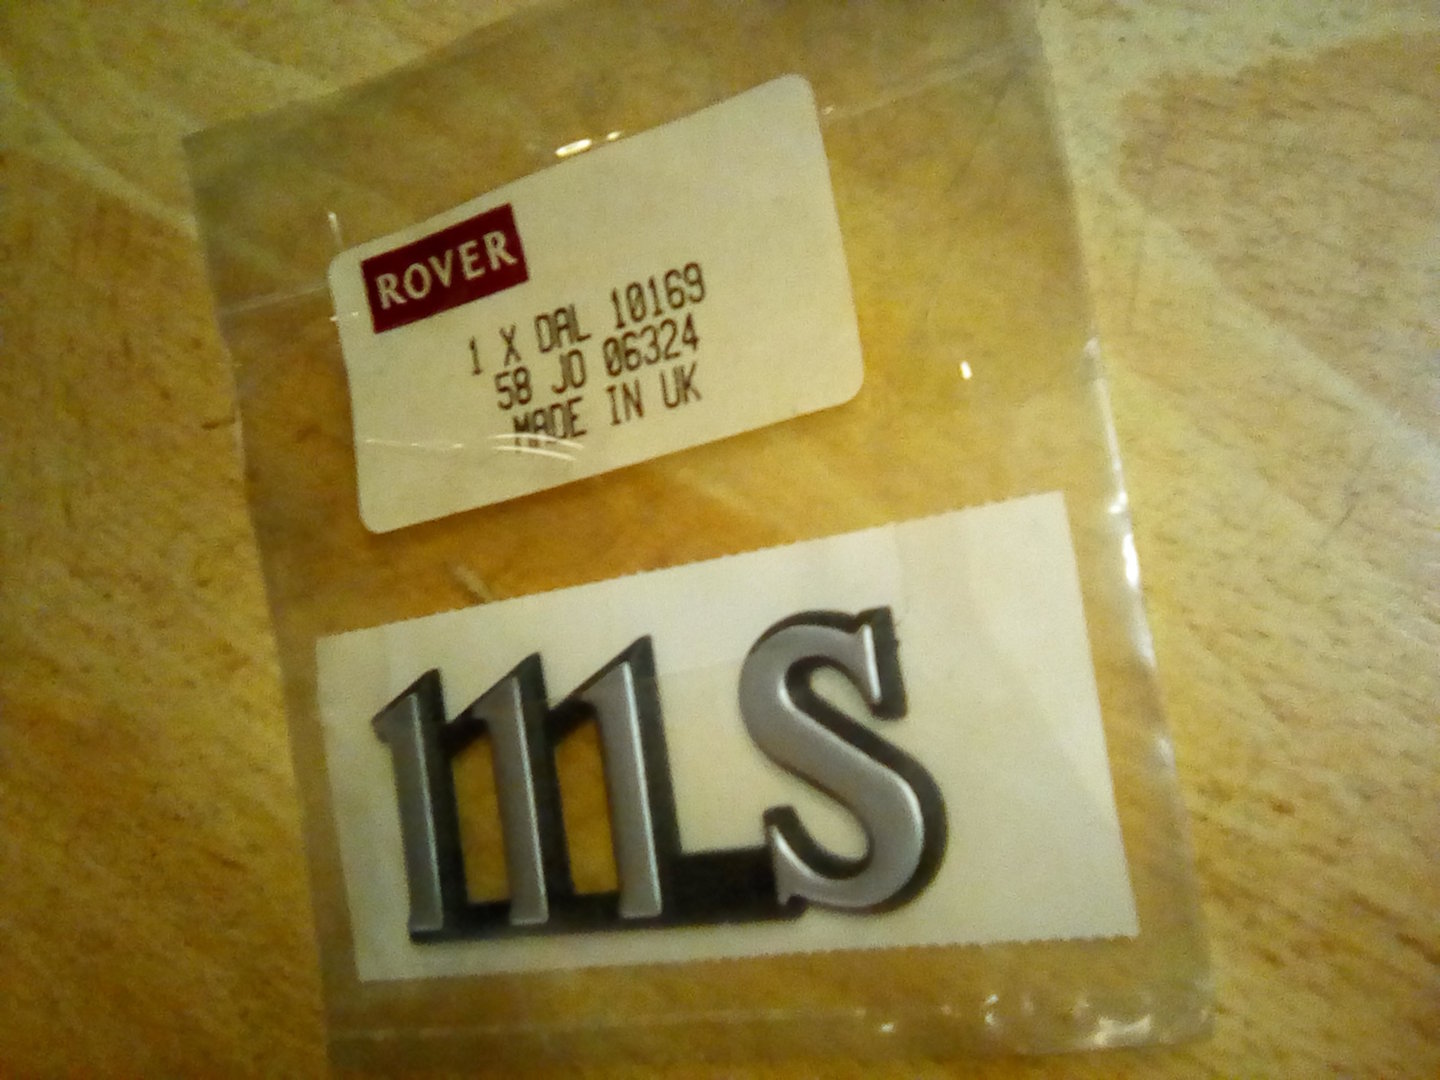 ROVER
1 X DAL 10169
58 JO 06324
MADE IN UK
111S